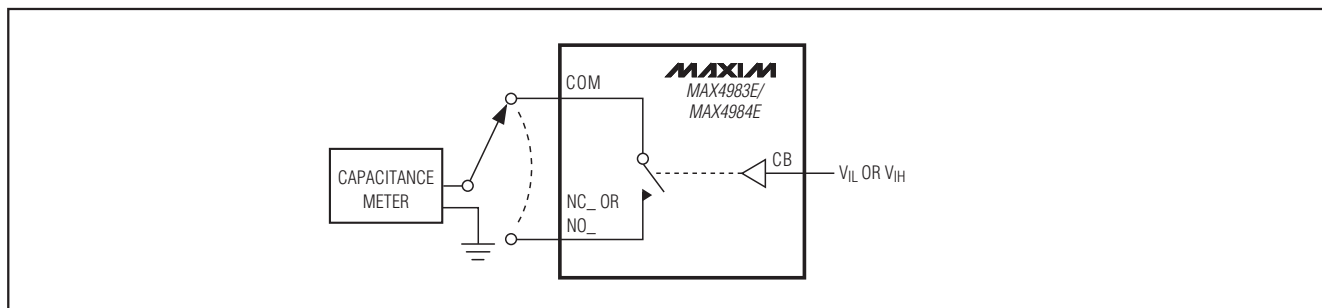 MAXIM
MAX4983E/
MAX4984E
COM
CB
V_IL OR V_IH
CAPACITANCE
METER
NC_ OR
NO_